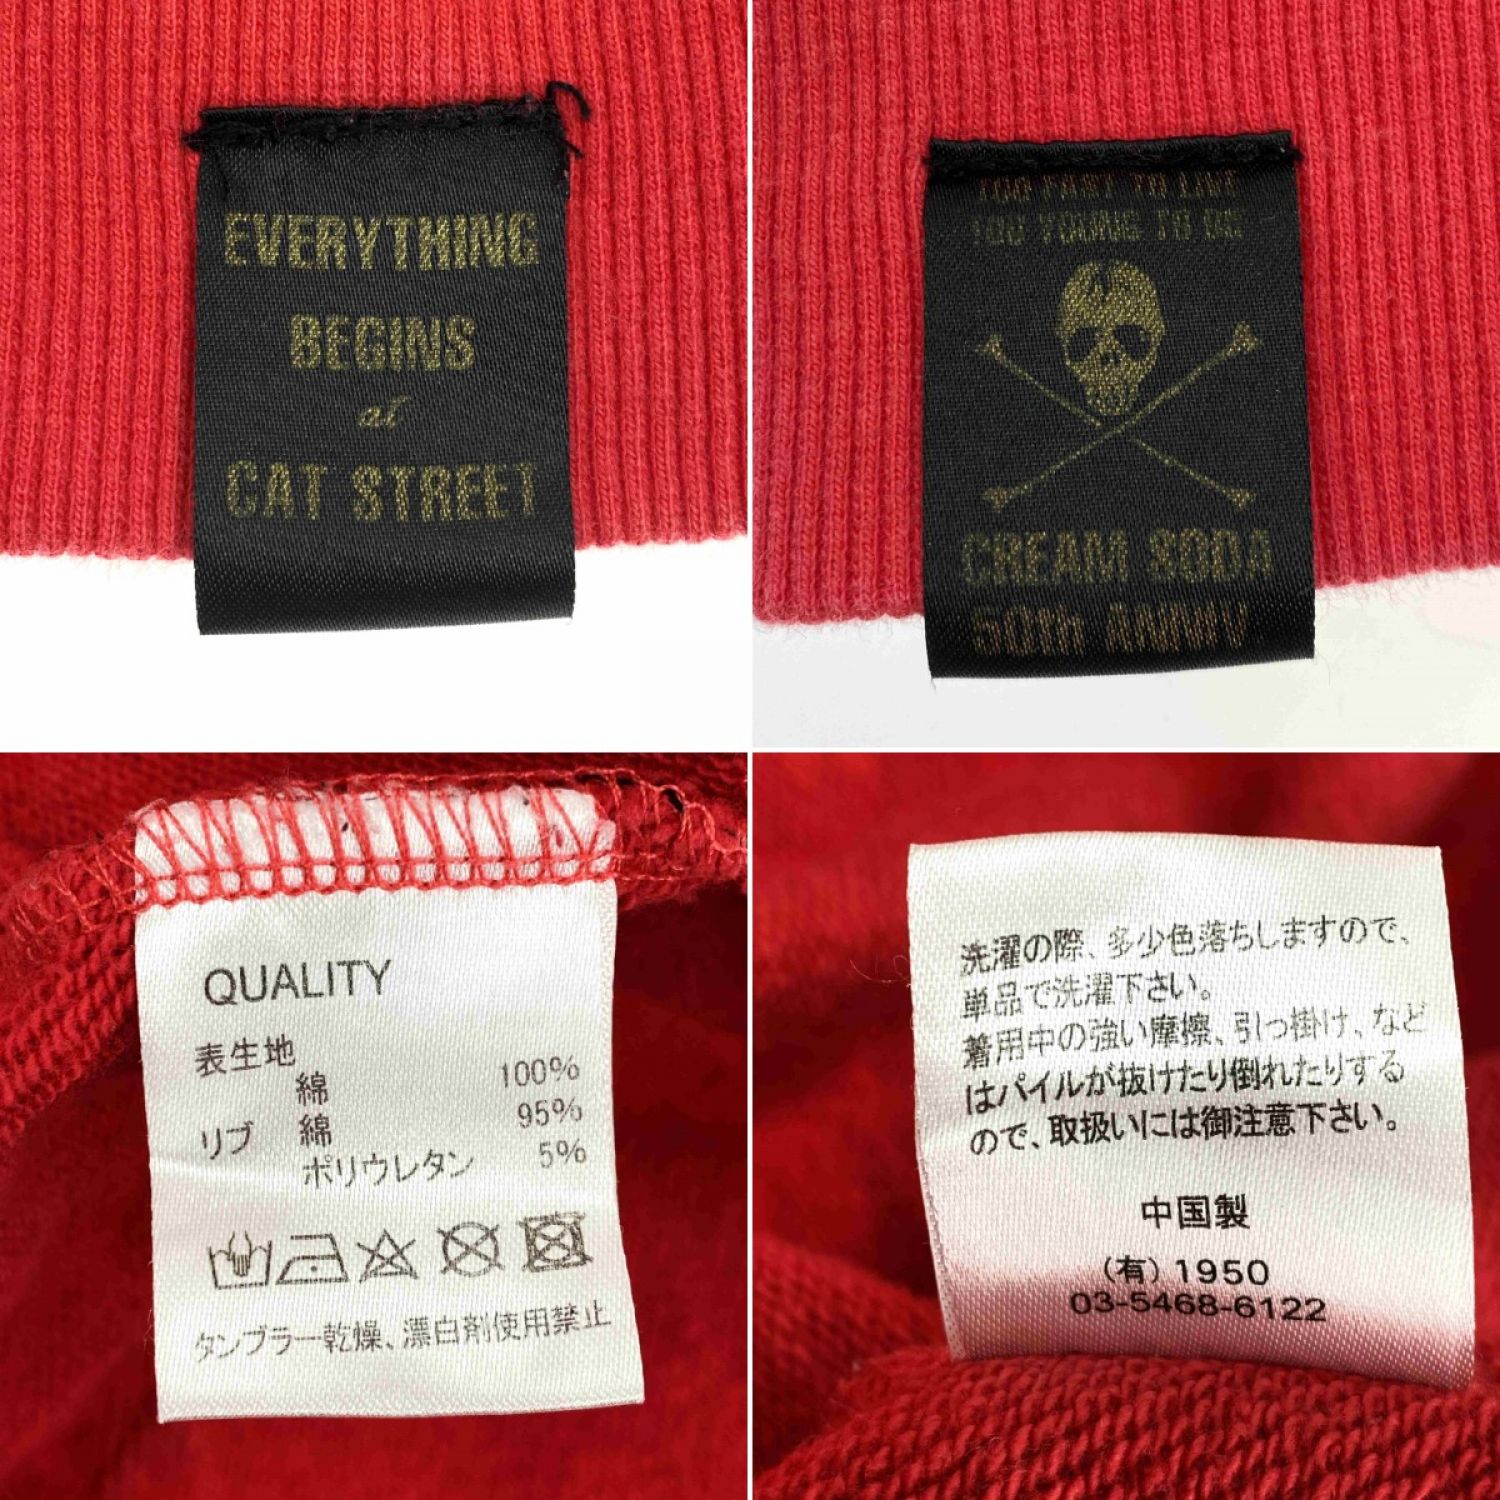 EVERYTHING
BEGINS
at
CAT STREET
TOO FAST TO LIVE
TOO YOUNG TO DIE
CREAM SODA
50th ANNIV
QUALITY
表生地
綿 100%
リブ 綿 95%
ポリウレタン 5%
タンブラー乾燥、漂白剤使用禁止
洗濯の際、多少色落ちしますので、
単品で洗濯下さい。
着用中の強い摩擦、引っ掛け、など
はパイルが抜けたり倒れたりする
ので、取扱いには御注意下さい。
中国製
(有) 1950
03-5468-6122